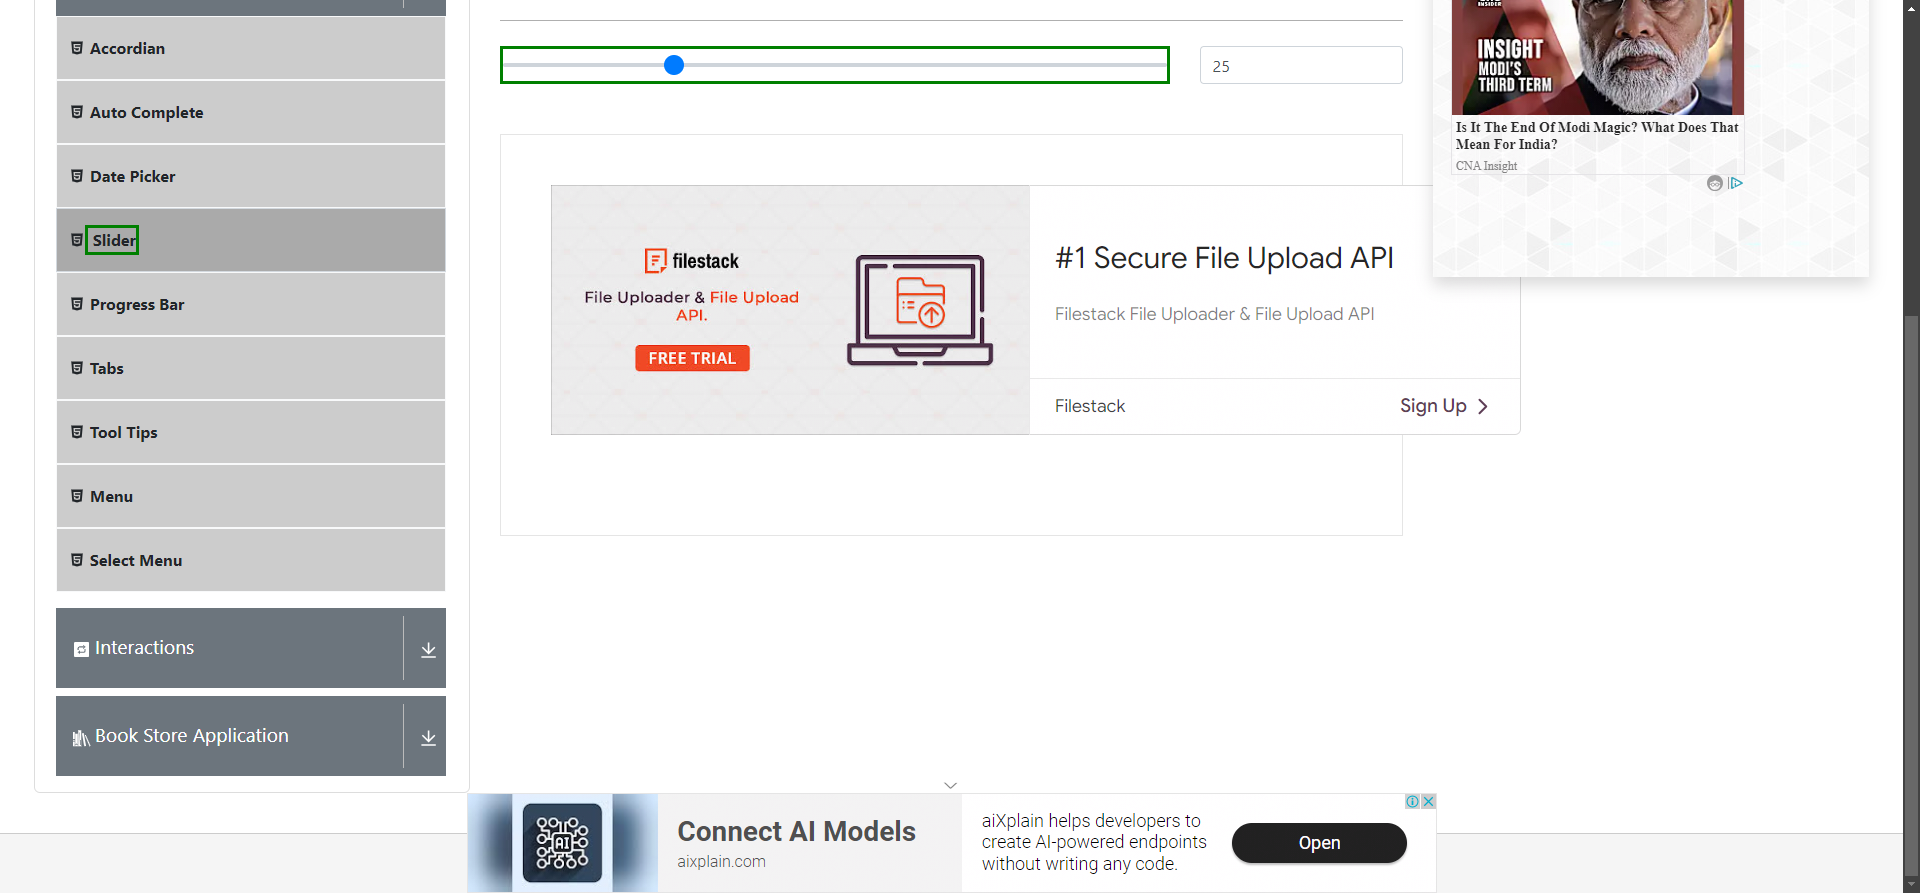 Accordian
Auto Complete
Date Picker
Slider
Progress Bar
Tabs
Tool Tips
Menu
Select Menu
Interactions
Book Store Application
25
filestack
File Uploader & File Upload
API.
FREE TRIAL
#1 Secure File Upload API
Filestack File Uploader & File Upload API
Filestack
Sign Up
INSIDER
INSIGHT
MODI'S
THIRD TERM
Is It The End Of Modi Magic? What Does That
Mean For India?
CNA Insight
AI
Connect AI Models
aixplain.com
aiXplain helps developers to
create AI-powered endpoints
without writing any code.
Open